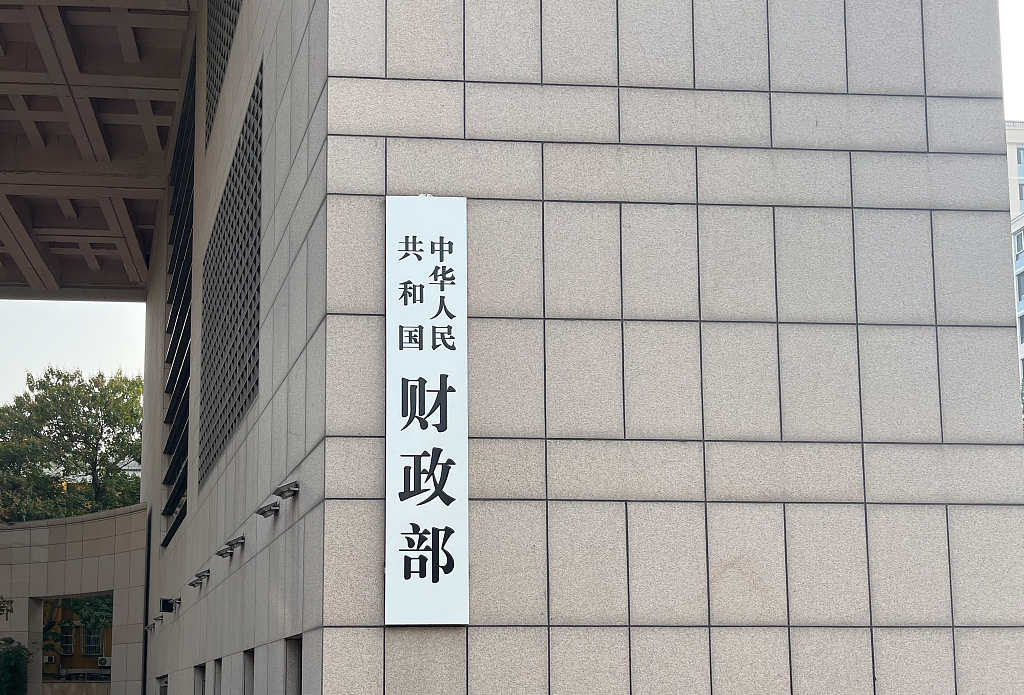 中华人民
共和国
财政部